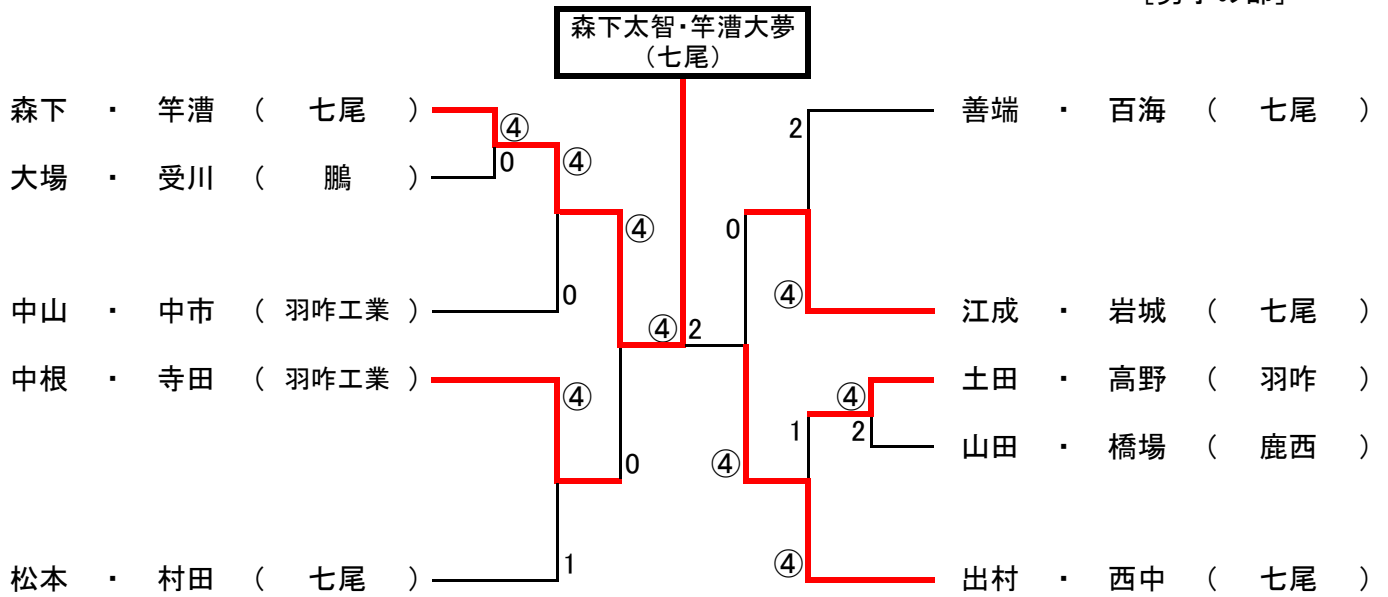 [男子の部]
森下太智・竿漕大夢
(七尾)
森下 ・ 竿漕 ( 七尾 )
大場 ・ 受川 ( 鵬 )
中山 ・ 中市 ( 羽咋工業 )
中根 ・ 寺田 ( 羽咋工業 )
松本 ・ 村田 ( 七尾 )
④
0
④
0
④
④
1
0
④ 2
善端 ・ 百海 ( 七尾 )
江成 ・ 岩城 ( 七尾 )
土田 ・ 高野 ( 羽咋 )
山田 ・ 橋場 ( 鹿西 )
出村 ・ 西中 ( 七尾 )
2
④
0
④
2
1
④
④